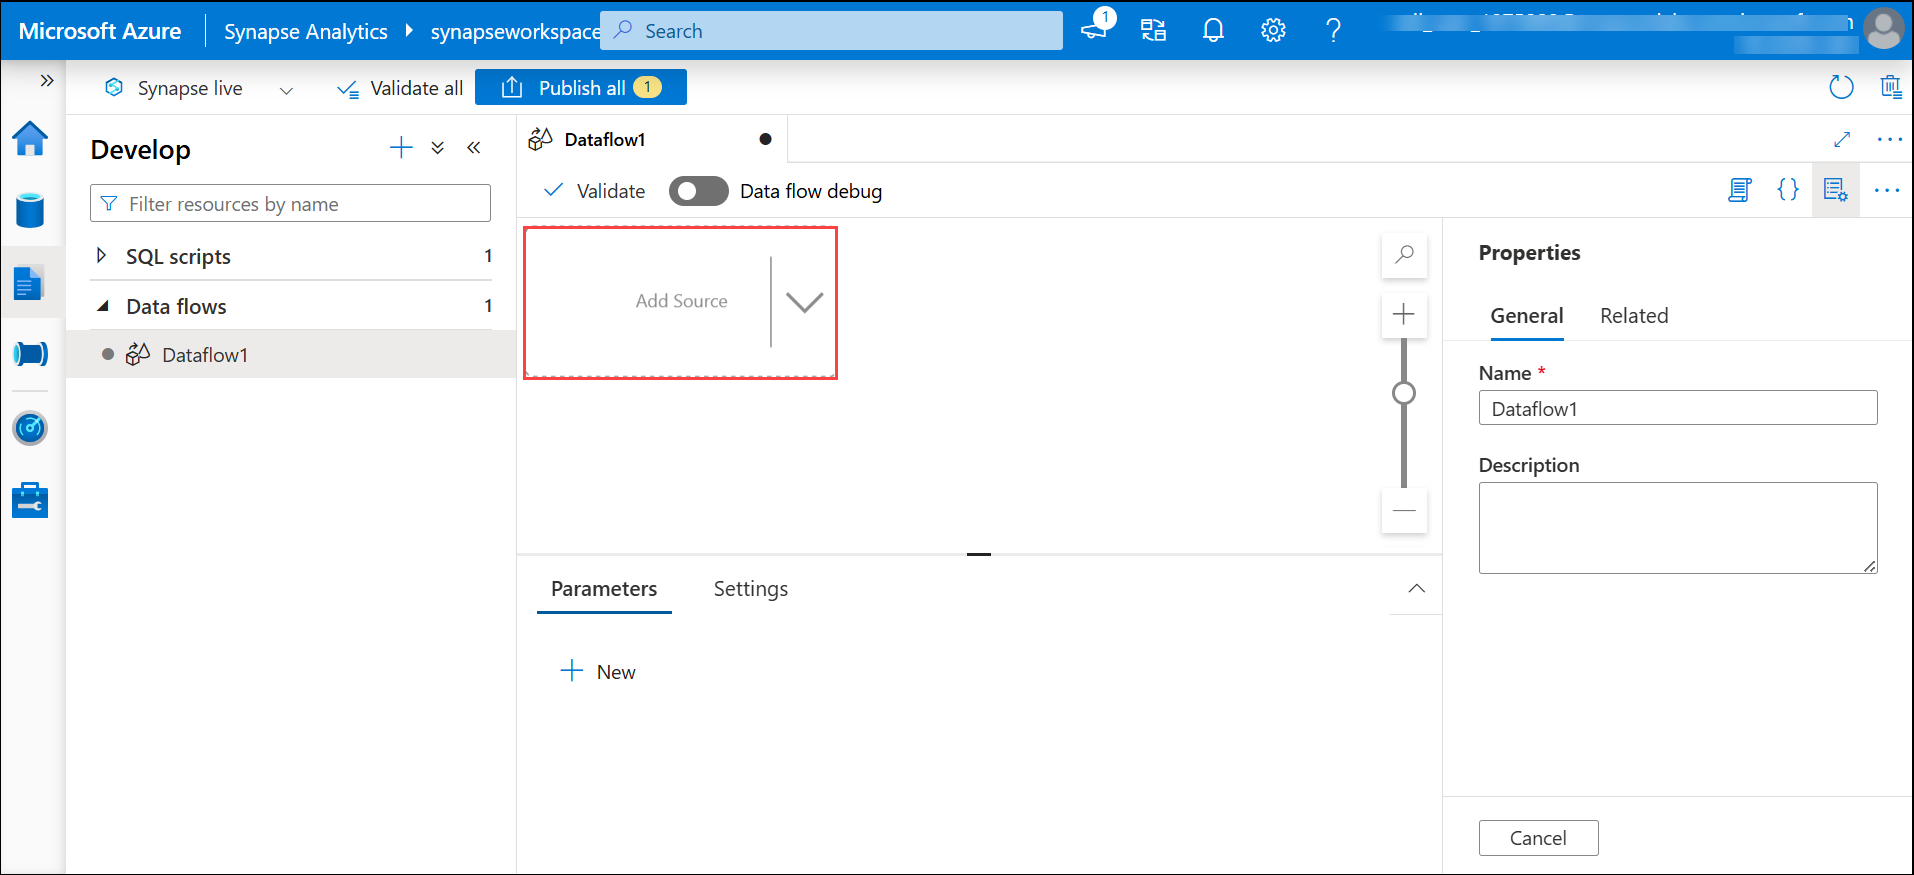 Microsoft Azure
Synapse Analytics
synapseworkspace
Search
1
Synapse live
Validate all
Publish all 1
Develop
Filter resources by name
SQL scripts 1
Data flows 1
Dataflow1
Dataflow1
Validate
Data flow debug
Add Source
Parameters
Settings
New
Properties
General
Related
Name *
Dataflow1
Description
Cancel